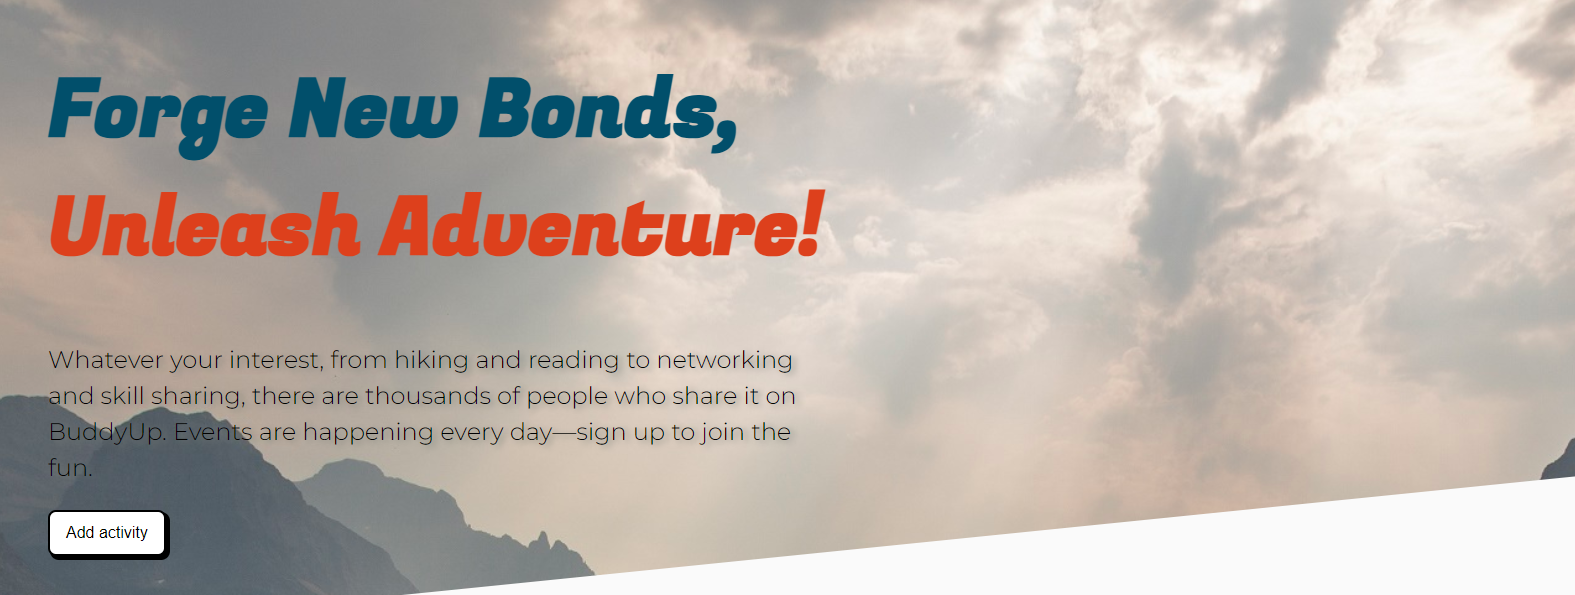 Forge New Bonds,
Unleash Adventure!
Whatever your interest, from hiking and reading to networking
and skill sharing, there are thousands of people who share it on
BuddyUp. Events are happening every day—sign up to join the
fun.
Add activity